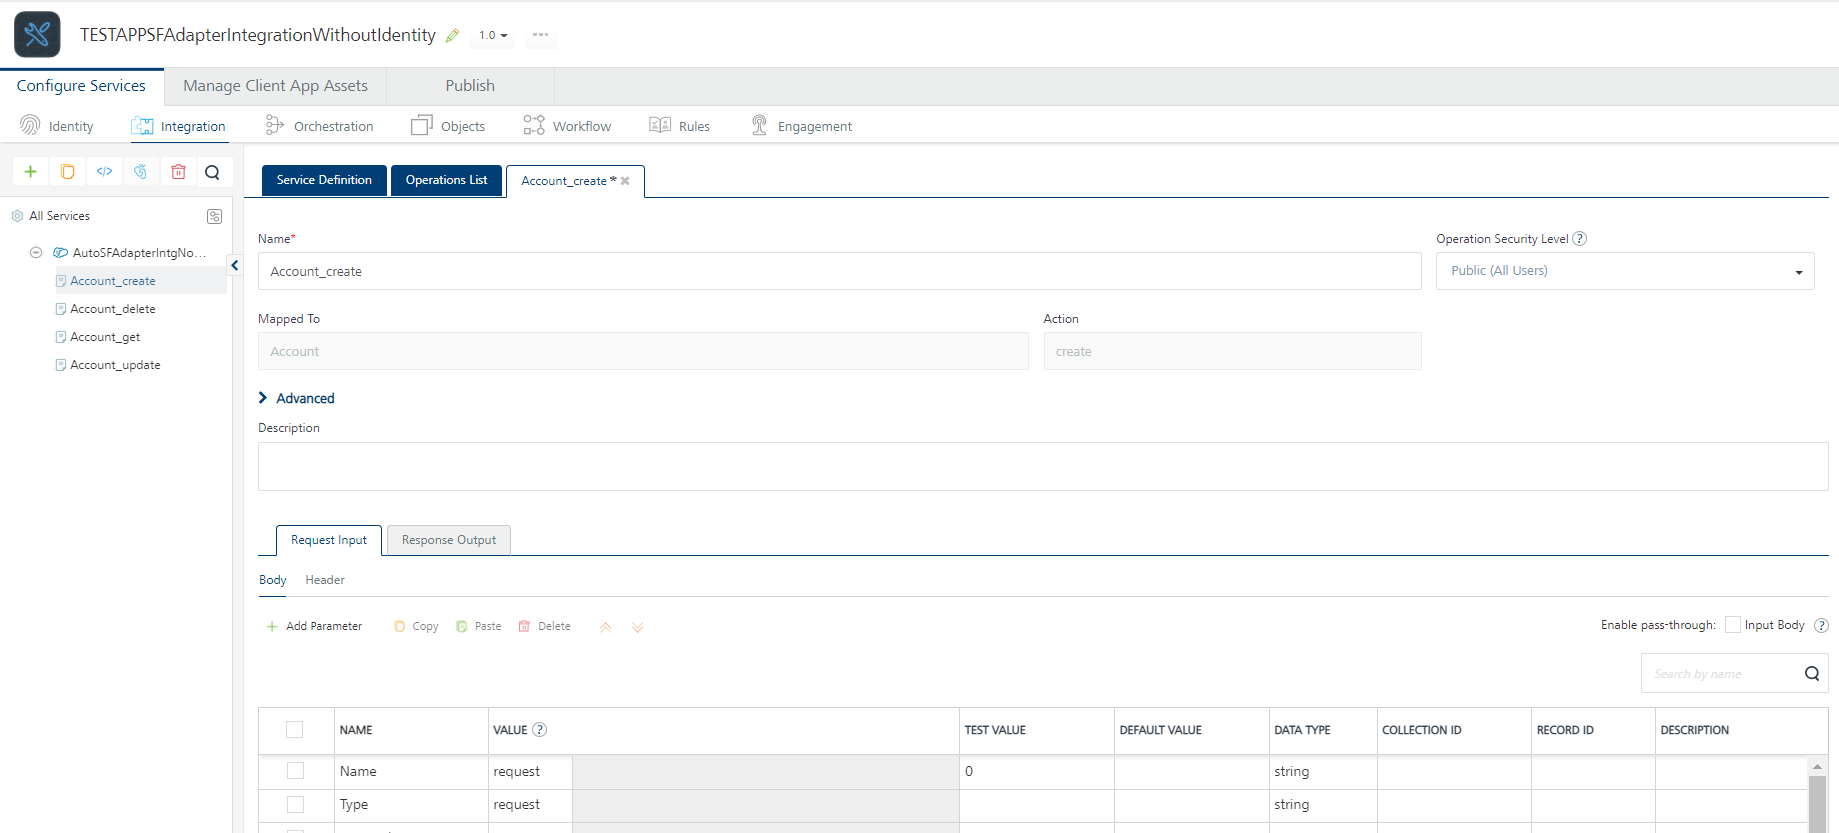 TESTAPPSFAdapterIntegrationWithoutIdentity 1.0
Configure Services Manage Client App Assets Publish
Identity Integration Orchestration Objects Workflow Rules Engagement
All Services
AutoSFAdapterIntgNo...
Account_create
Account_delete
Account_get
Account_update
Service Definition Operations List Account_create *
Name* Operation Security Level ?
Account_create Public (All Users)
Mapped To Action
Account create
Advanced
Description
Request Input Response Output
Body Header
Add Parameter Copy Paste Delete Enable pass-through: Input Body ?
Search by name
NAME VALUE ? TEST VALUE DEFAULT VALUE DATA TYPE COLLECTION ID RECORD ID DESCRIPTION
Name request 0 string
Type request string